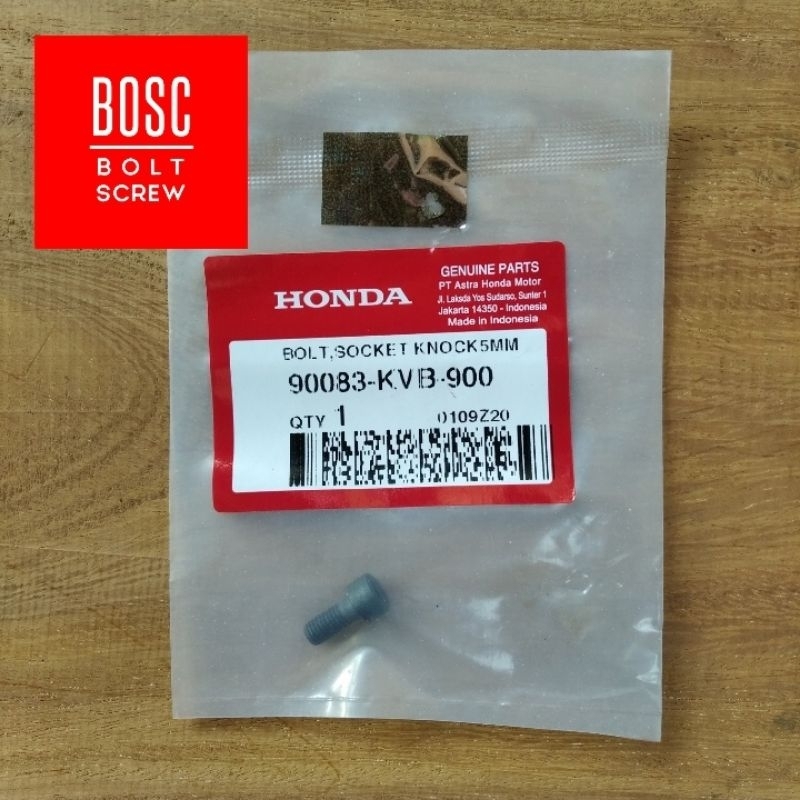 BOSC
BOLT
SCREW
HONDA
GENUINE PARTS
PT Astra Honda Motor
Jl. Laksda Yos Sudarso, Sunter 1
Jakarta 14350 - Indonesia
Made in Indonesia
BOLT,SOCKET KNOCK5MM
90083-KVB-900
QTY 1 0109Z20